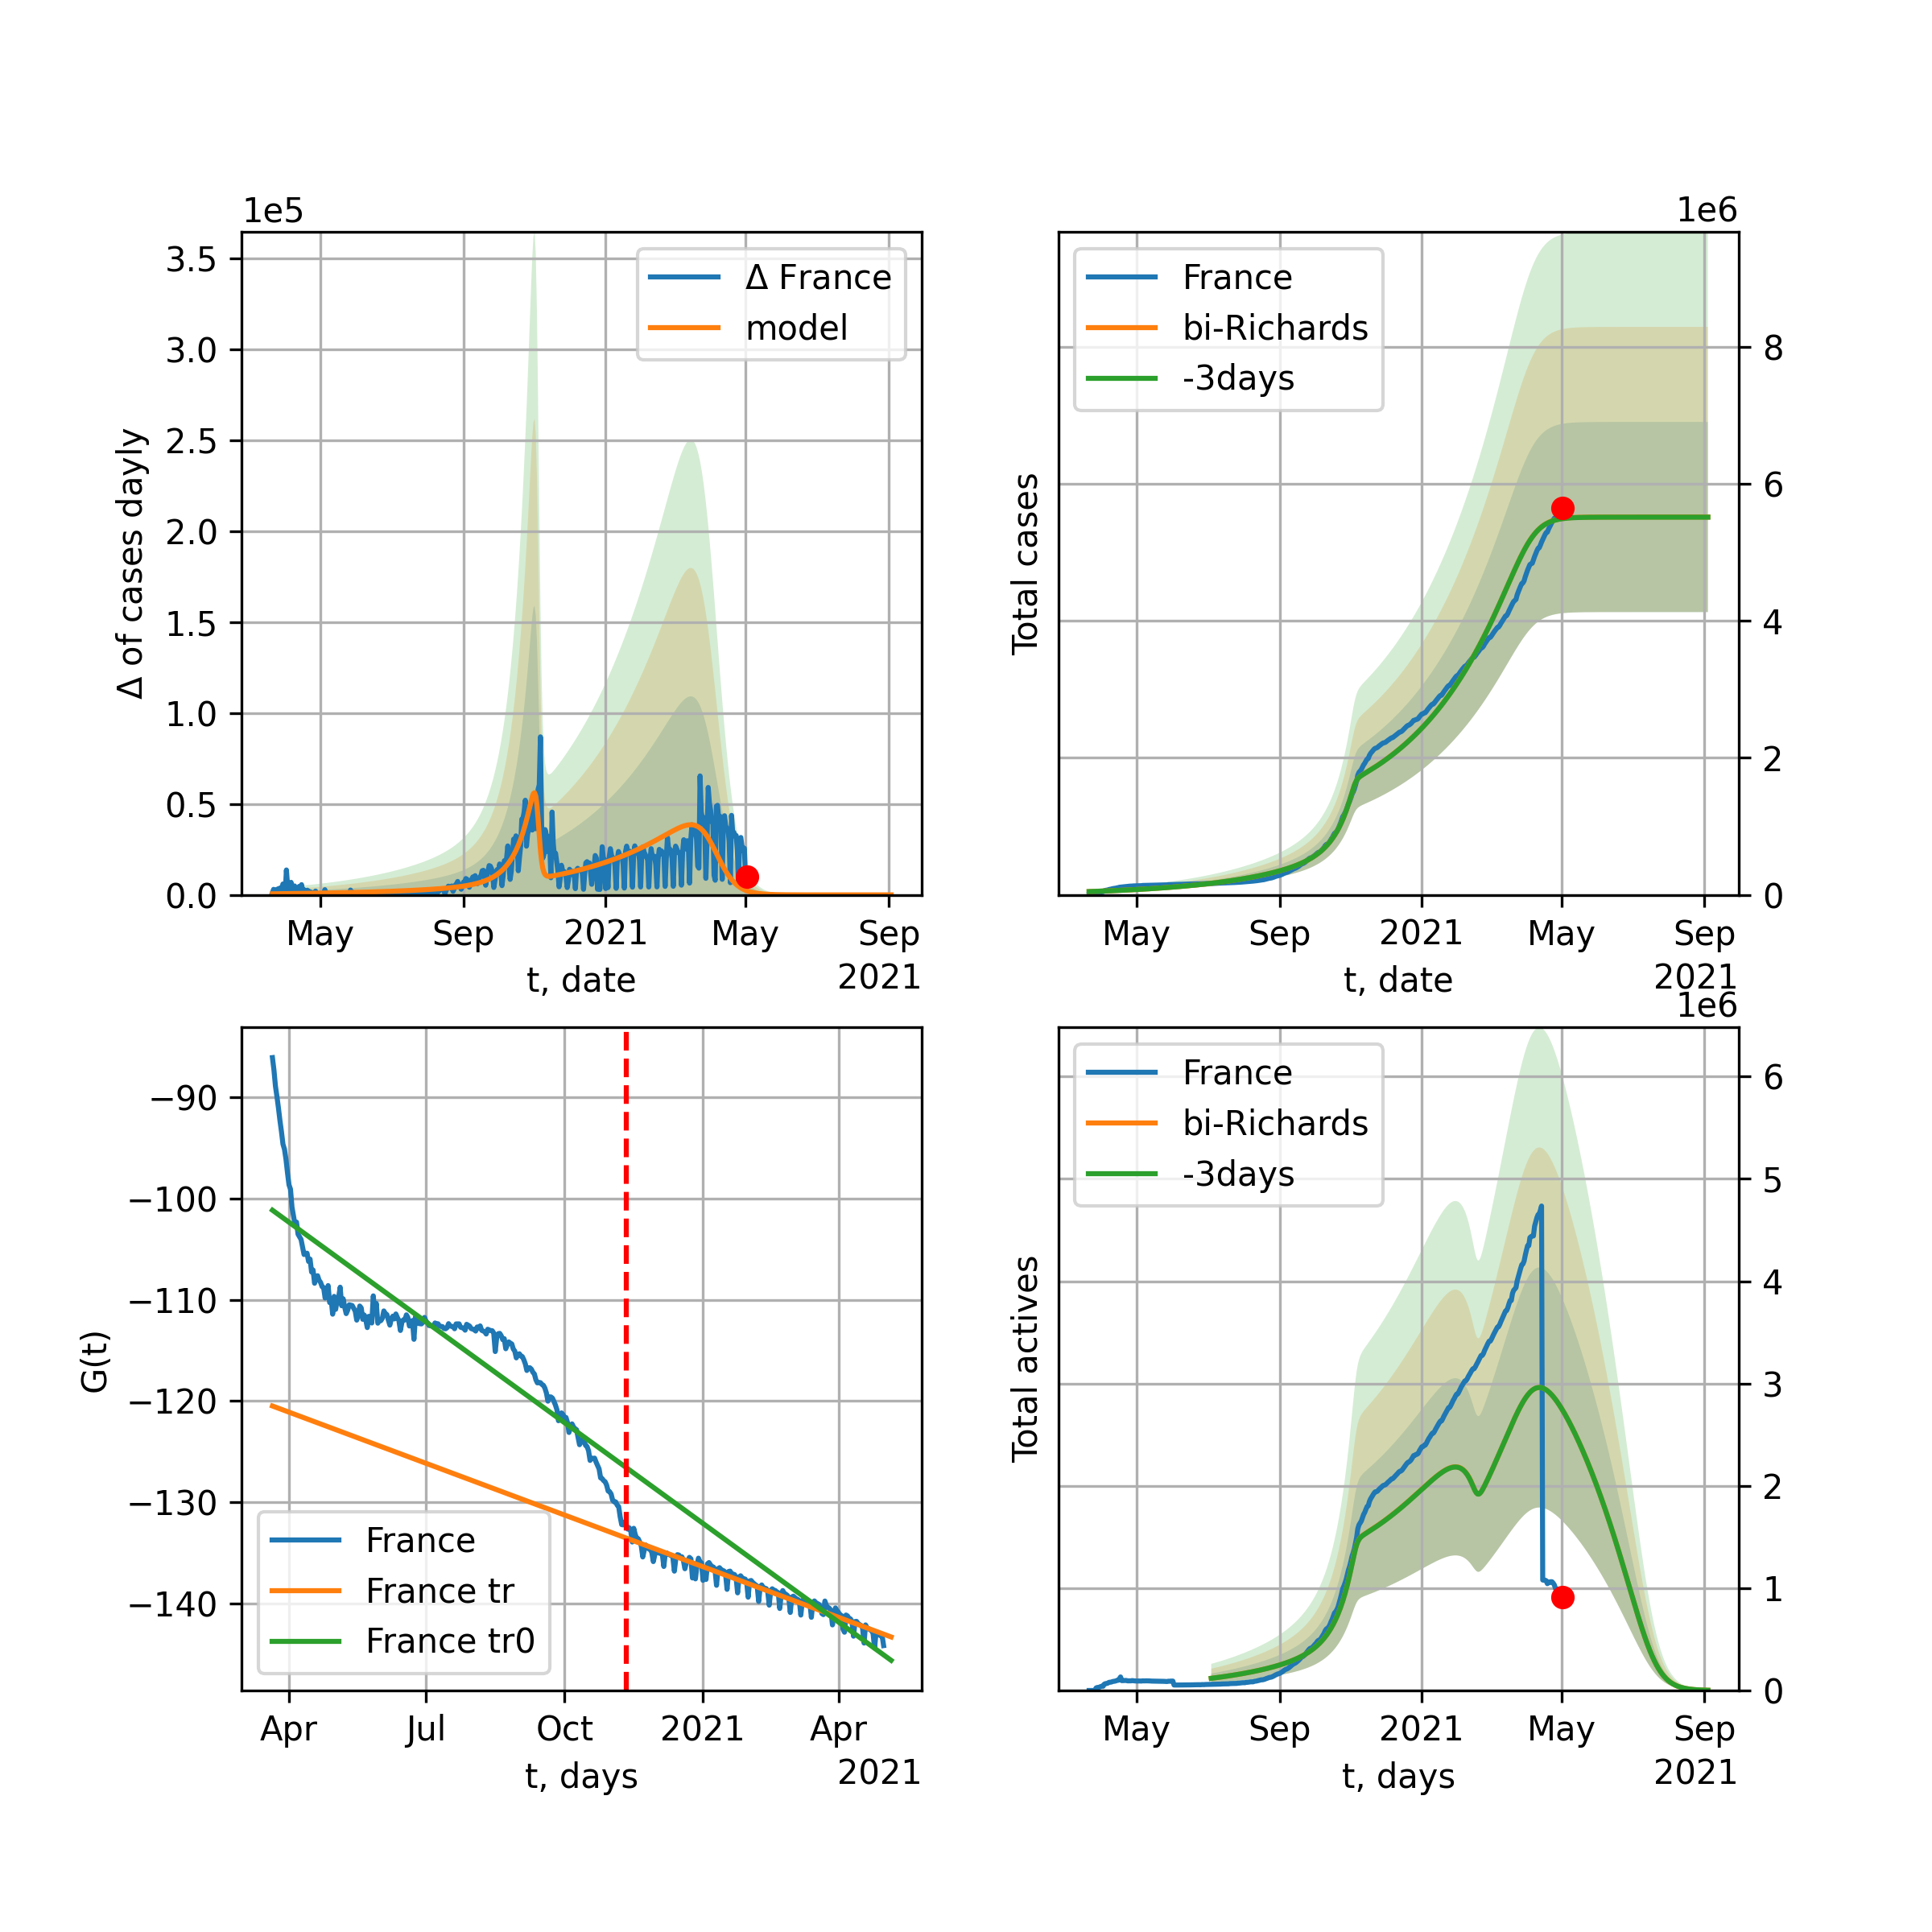 1e5
3.5
3.0
2.5
2.0
1.5
1.0
0.5
0.0
Δ of cases dayly
Δ France
model
May
Sep
2021
May
Sep
t, date
2021
1e6
France
bi-Richards
-3days
Total cases
8
6
4
2
0
May
Sep
2021
May
Sep
t, date
2021
−90
−100
−110
−120
−130
−140
G(t)
France
France tr
France tr0
Apr
Jul
Oct
2021
Apr
t, days
2021
1e6
France
bi-Richards
-3days
Total actives
6
5
4
3
2
1
0
May
Sep
2021
May
Sep
t, days
2021